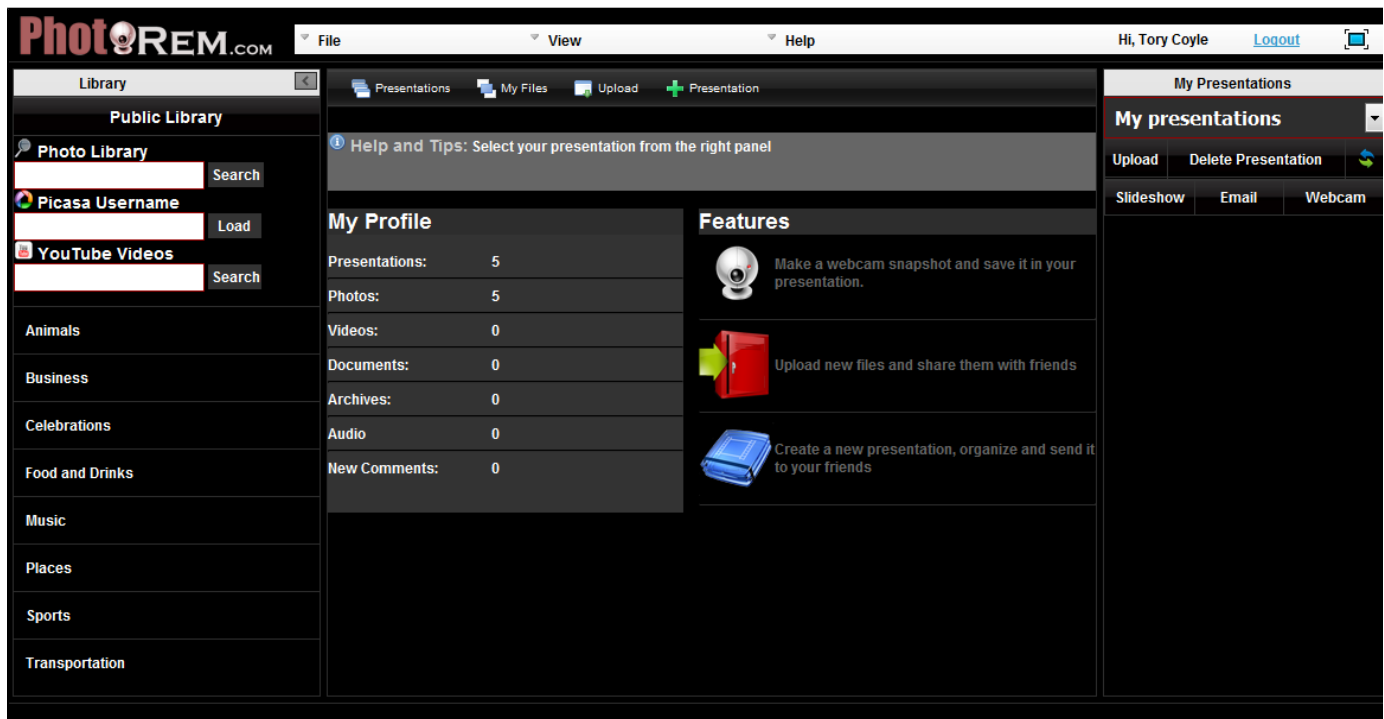 PhotoREM.COM
File
View
Help
Hi, Tory Coyle
Logout
Library
Public Library
Photo Library
Search
Picasa Username
Load
YouTube Videos
Search
Animals
Business
Celebrations
Food and Drinks
Music
Places
Sports
Transportation
Presentations
My Files
Upload
Presentation
Help and Tips: Select your presentation from the right panel
My Profile
Presentations: 5
Photos: 5
Videos: 0
Documents: 0
Archives: 0
Audio 0
New Comments: 0
Features
Make a webcam snapshot and save it in your
presentation.
Upload new files and share them with friends
Create a new presentation, organize and send it
to your friends
My Presentations
My presentations
Upload
Delete Presentation
Slideshow
Email
Webcam